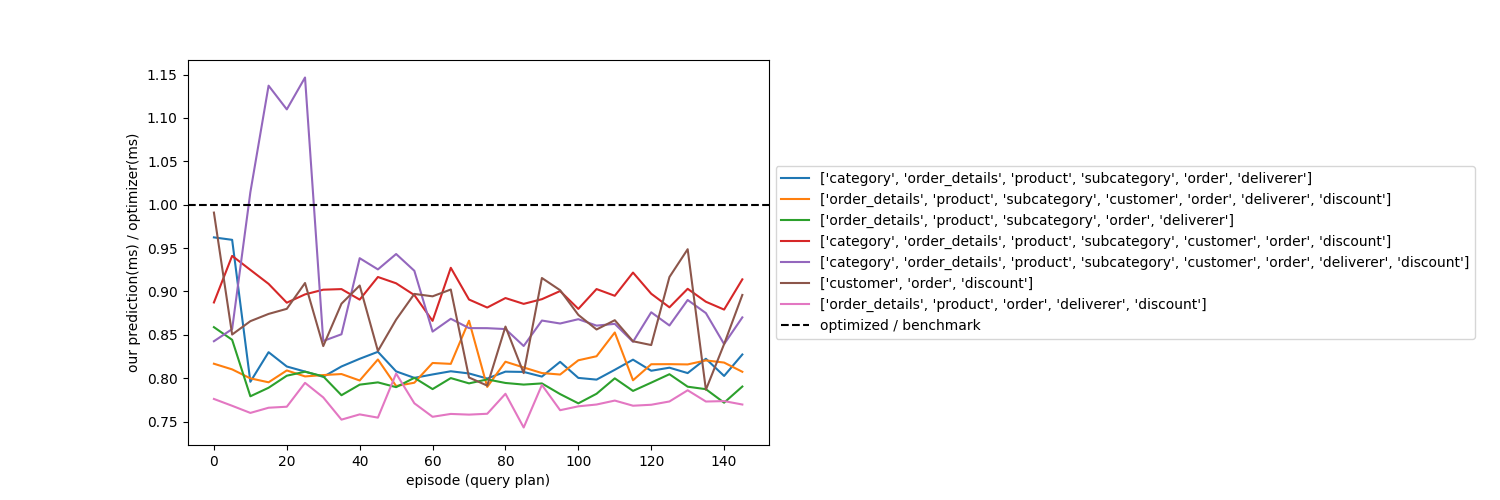 1.15
1.10
1.05
1.00
0.95
0.90
0.85
0.80
0.75
our prediction(ms) / optimizer(ms)
0 20 40 60 80 100 120 140
episode (query plan)
['category', 'order_details', 'product', 'subcategory', 'order', 'deliverer']
['order_details', 'product', 'subcategory', 'customer', 'order', 'deliverer', 'discount']
['order_details', 'product', 'subcategory', 'order', 'deliverer']
['category', 'order_details', 'product', 'subcategory', 'customer', 'order', 'discount']
['category', 'order_details', 'product', 'subcategory', 'customer', 'order', 'deliverer', 'discount']
['customer', 'order', 'discount']
['order_details', 'product', 'order', 'deliverer', 'discount']
optimized / benchmark